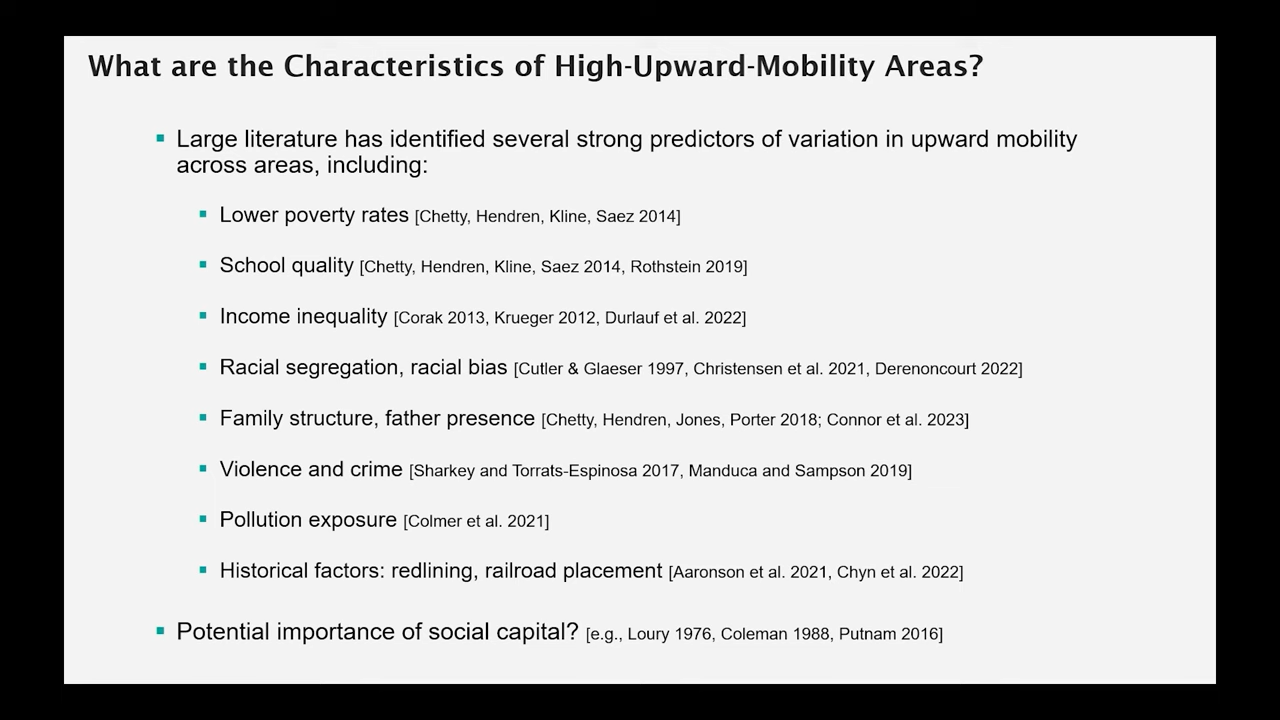 What are the Characteristics of High-Upward-Mobility Areas?
Large literature has identified several strong predictors of variation in upward mobility
across areas, including:
Lower poverty rates [Chetty, Hendren, Kline, Saez 2014]
School quality [Chetty, Hendren, Kline, Saez 2014, Rothstein 2019]
Income inequality [Corak 2013, Krueger 2012, Durlauf et al. 2022]
Racial segregation, racial bias [Cutler & Glaeser 1997, Christensen et al. 2021, Derenoncourt 2022]
Family structure, father presence [Chetty, Hendren, Jones, Porter 2018; Connor et al. 2023]
Violence and crime [Sharkey and Torrats-Espinosa 2017, Manduca and Sampson 2019]
Pollution exposure [Colmer et al. 2021]
Historical factors: redlining, railroad placement [Aaronson et al. 2021, Chyn et al. 2022]
Potential importance of social capital? [e.g., Loury 1976, Coleman 1988, Putnam 2016]